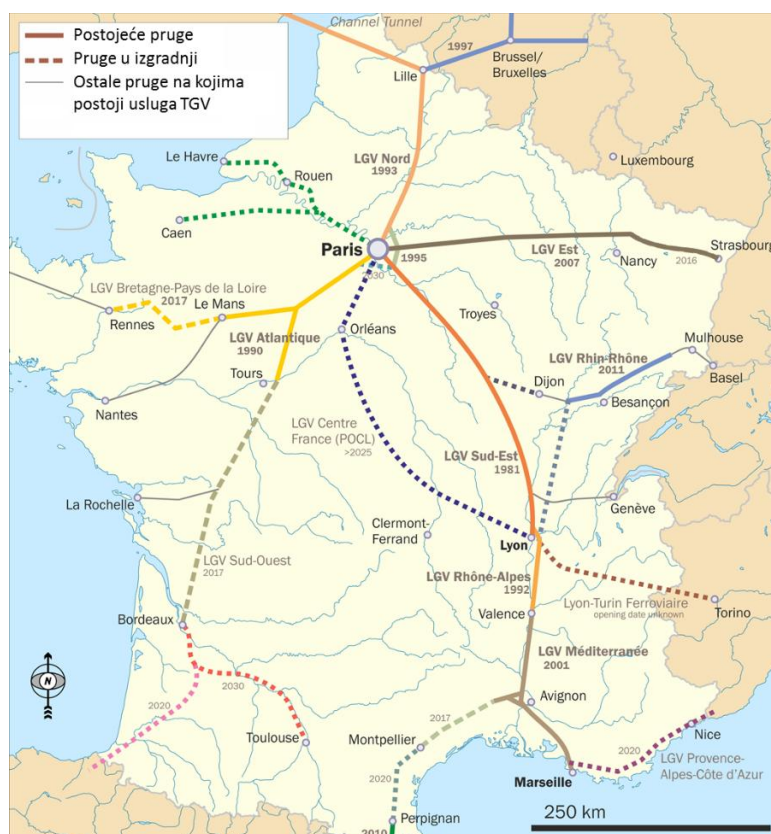 Postojeće pruge
Pruge u izgradnji
Ostale pruge na kojima
postoji usluga TGV
Channel Tunnel
1997
Brussel/
Bruxelles
Lille
Le Havre
Rouen
LGV Nord
1993
Luxembourg
Caen
Paris
1995
LGV Est
2007
Nancy
2016
Strasbourg
LGV Bretagne-Pays de la Loire
2017
Le Mans
Rennes
Orléans
Troyes
LGV Atlantique
1990
Tours
Nantes
LGV Rhin-Rhône
2011
Mulhouse
Basel
Dijon
Besançon
LGV Centre
France (POCL)
>2025
LGV Sud-Est
1981
La Rochelle
Genève
Clermont-
Ferrand
Lyon
LGV Sud-Ouest
2017
LGV Rhône-Alpes
1992
Lyon-Turin Ferroviaire
opening date unknown
Torino
Valence
Bordeaux
LGV Méditerranée
2001
N
2020
2030
Toulouse
2017
Avignon
Montpellier
2020
Marseille
2020
Nice
LGV Provence-
Alpes-Côte d'Azur
Perpignan
2010
250 km